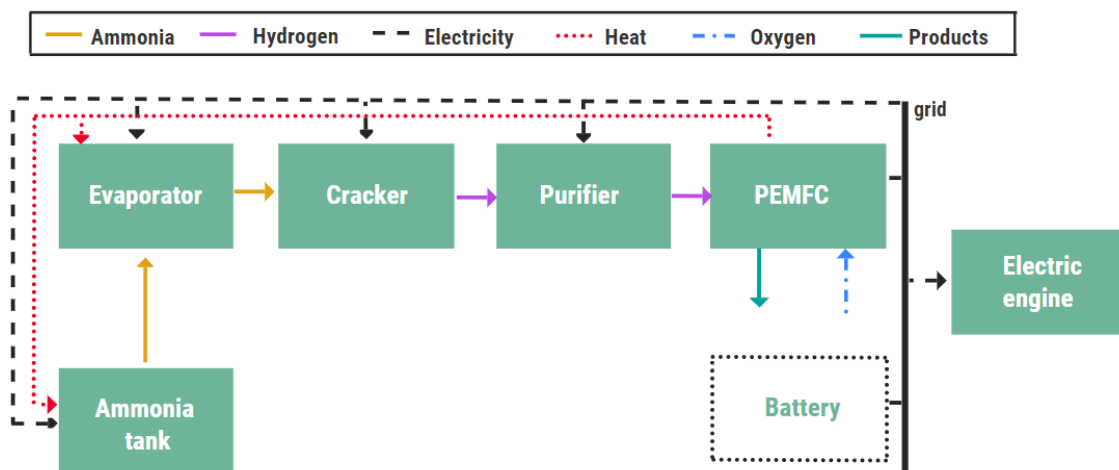 Ammonia Hydrogen Electricity Heat Oxygen Products
grid
Evaporator Cracker Purifier PEMFC
Electric
engine
Ammonia
tank
Battery